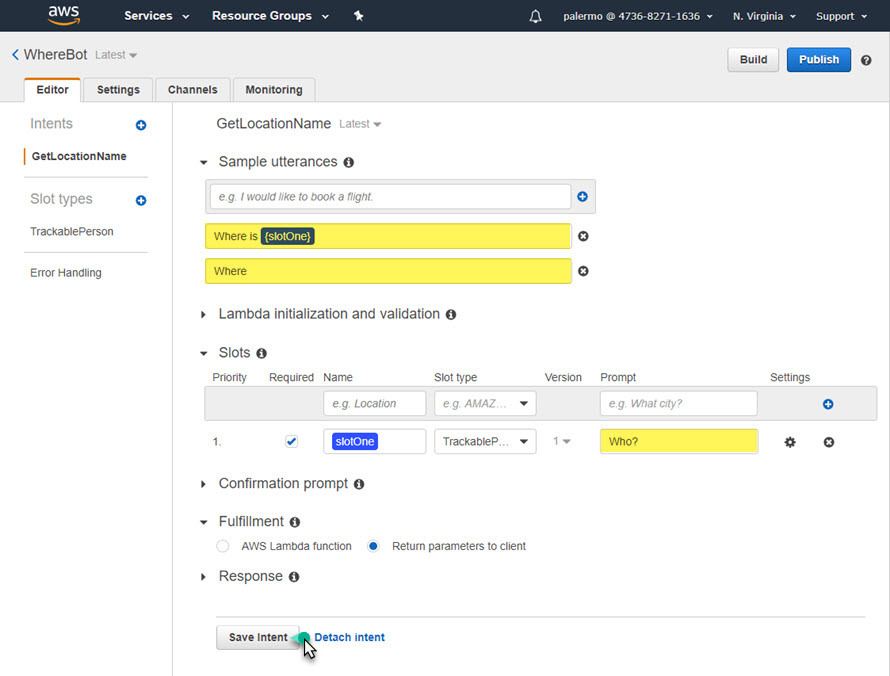 aws Services Resource Groups palermo @ 4736-8271-1636 N. Virginia Support
WhereBot Latest Build Publish
Editor Settings Channels Monitoring
Intents
GetLocationName
Slot types
TrackablePerson
Error Handling
GetLocationName Latest
Sample utterances
e.g. I would like to book a flight.
Where is {slotOne}
Where
Lambda initialization and validation
Slots
Priority Required Name Slot type Version Prompt Settings
e.g. Location e.g. AMAZ... e.g. What city?
1. slotOne TrackableP... 1 Who?
Confirmation prompt
Fulfillment
AWS Lambda function Return parameters to client
Response
Save Intent Detach intent